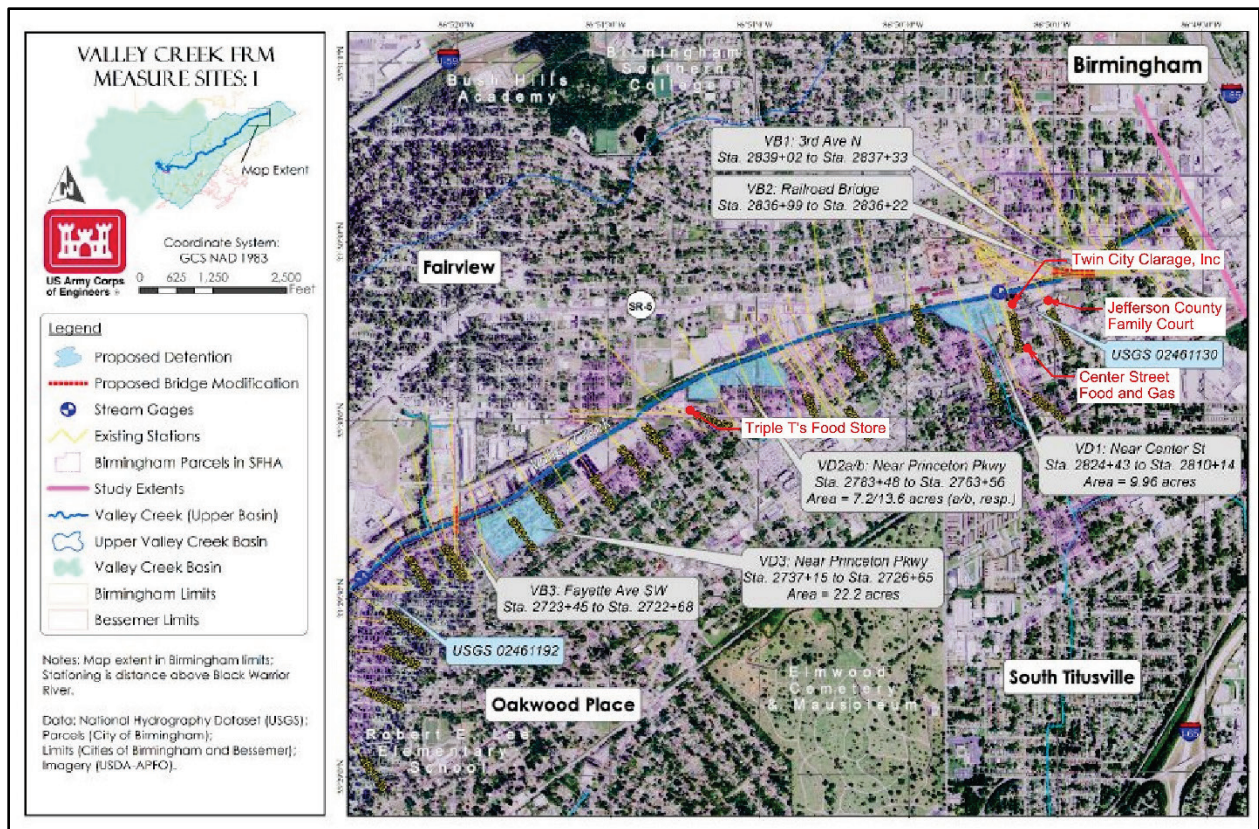 VALLEY CREEK FRM
MEASURE SITES: 1
Map Extent
N
Coordinate System:
GCS NAD 1983
US Army Corps
of Engineers
0 625 1,250 2,500
Feet
Legend
Proposed Detention
Proposed Bridge Modification
Stream Gages
Existing Stations
Birmingham Parcels in SFHA
Study Extents
Valley Creek (Upper Basin)
Upper Valley Creek Basin
Valley Creek Basin
Birmingham Limits
Bessemer Limits
Notes: Map extent in Birmingham limits;
Stationing is distance above Black Warrior
River.
Data: National Hydrography Dataset (USGS);
Parcels (City of Birmingham);
Limits (Cities of Birmingham and Bessemer);
Imagery (USDA-APFO).
I-59
Bush Hills
Academy
Birmingham
Southern
College
Birmingham
I-65
VB1: 3rd Ave N
Sta. 2839+02 to Sta. 2837+33
VB2: Railroad Bridge
Sta. 2836+99 to Sta. 2836+22
Fairview
SR-5
Twin City Clarage, Inc
Jefferson County
Family Court
USGS 02461130
Center Street
Food and Gas
Triple T's Food Store
VD1: Near Center St
Sta. 2824+43 to Sta. 2810+14
Area = 9.96 acres
VD2a/b: Near Princeton Pkwy
Sta. 2783+48 to Sta. 2763+56
Area = 7.2/13.6 acres (a/b, resp.)
VD3: Near Princeton Pkwy
Sta. 2737+15 to Sta. 2726+65
Area = 22.2 acres
VB3: Fayette Ave SW
Sta. 2723+45 to Sta. 2722+68
USGS 02461192
Elmwood
Cemetery
& Mausoleum
South Titusville
Oakwood Place
Robert E. Lee
Elementary
School
I-65